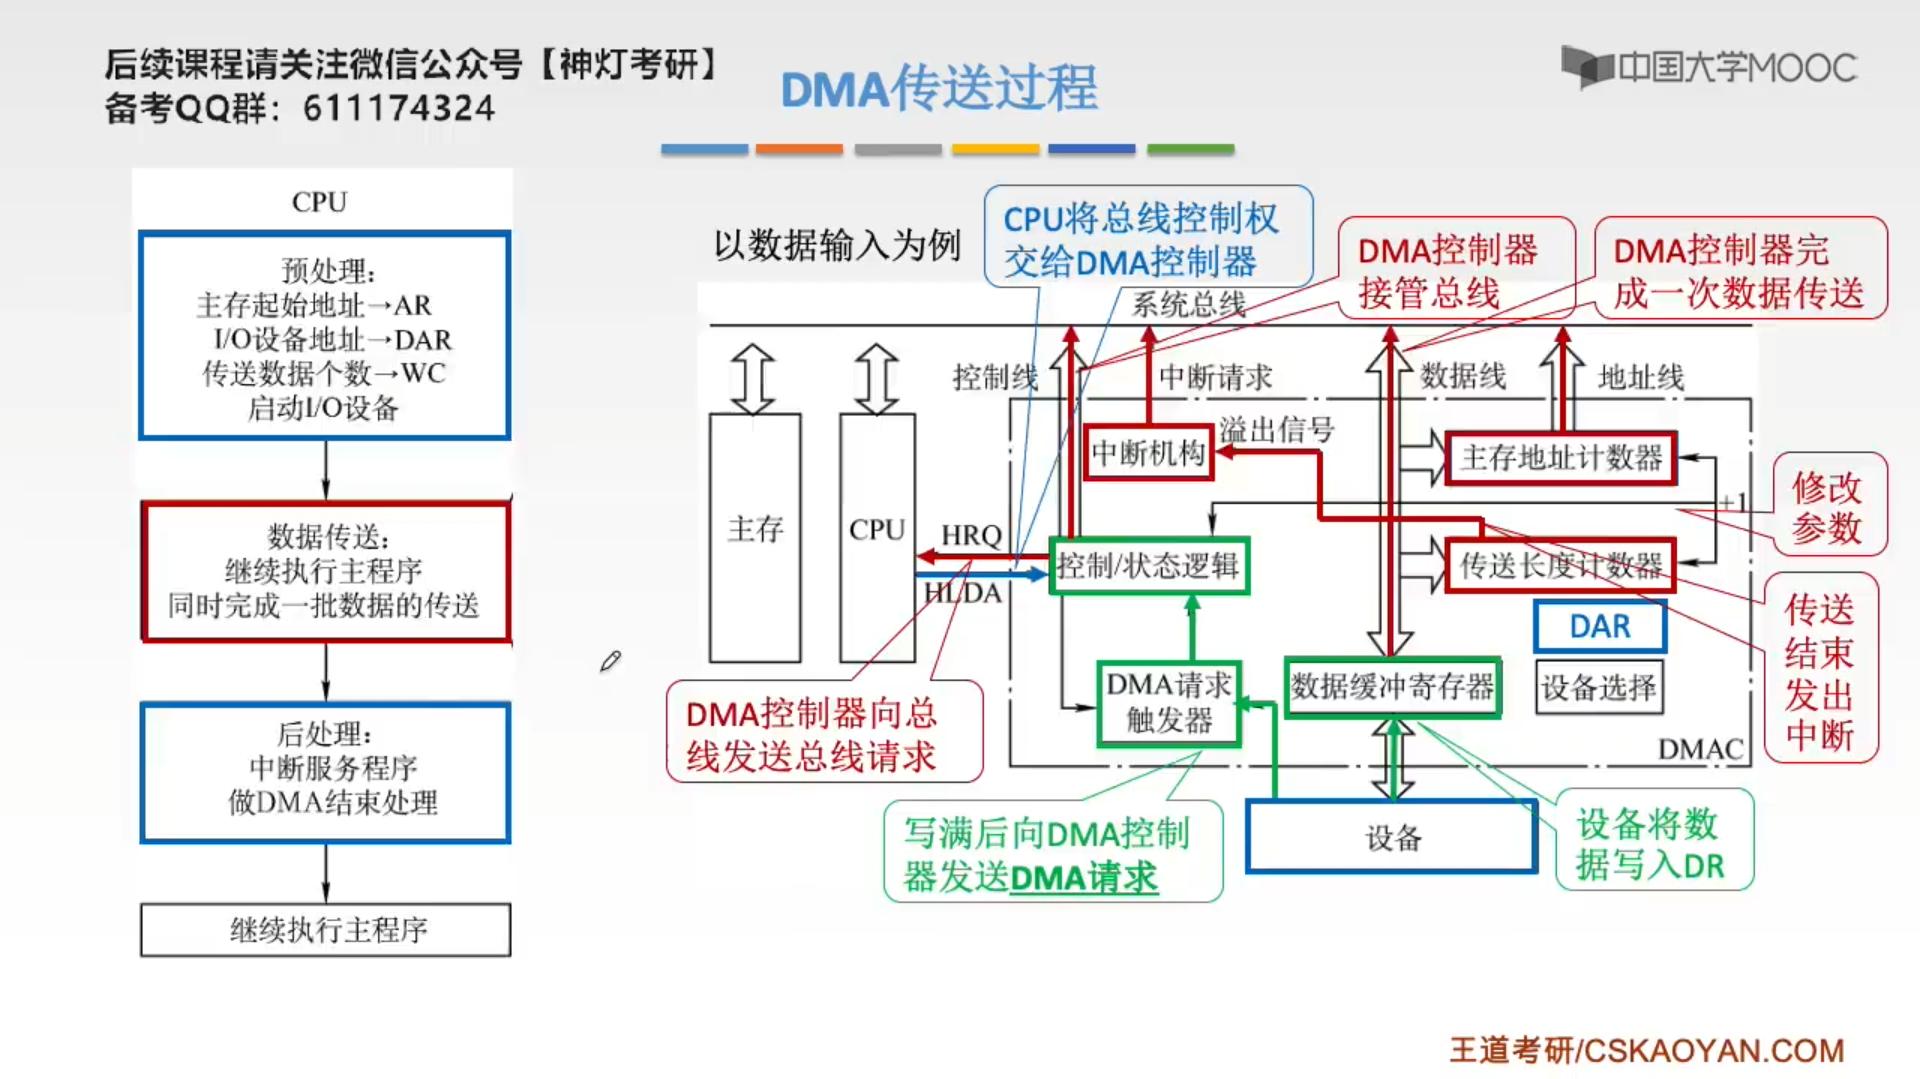 后续课程请关注微信公众号【神灯考研】
备考QQ群：611174324
DMA传送过程
中国大学MOOC
CPU
预处理：
主存起始地址→AR
I/O设备地址→DAR
传送数据个数→WC
启动I/O设备
数据传送：
继续执行主程序
同时完成一批数据的传送
后处理：
中断服务程序
做DMA结束处理
继续执行主程序
以数据输入为例
CPU将总线控制权
交给DMA控制器
DMA控制器
接管总线
DMA控制器完
成一次数据传送
系统总线
控制线
中断请求
数据线
地址线
溢出信号
中断机构
主存地址计数器
+1
修改
参数
主存
CPU
HRQ
HLDA
控制/状态逻辑
传送长度计数器
DAR
设备选择
传送
结束
发出
中断
DMA请求
触发器
数据缓冲寄存器
DMAC
DMA控制器向总
线发送总线请求
写满后向DMA控制
器发送DMA请求
设备
设备将数
据写入DR
王道考研/CSKAOYAN.COM